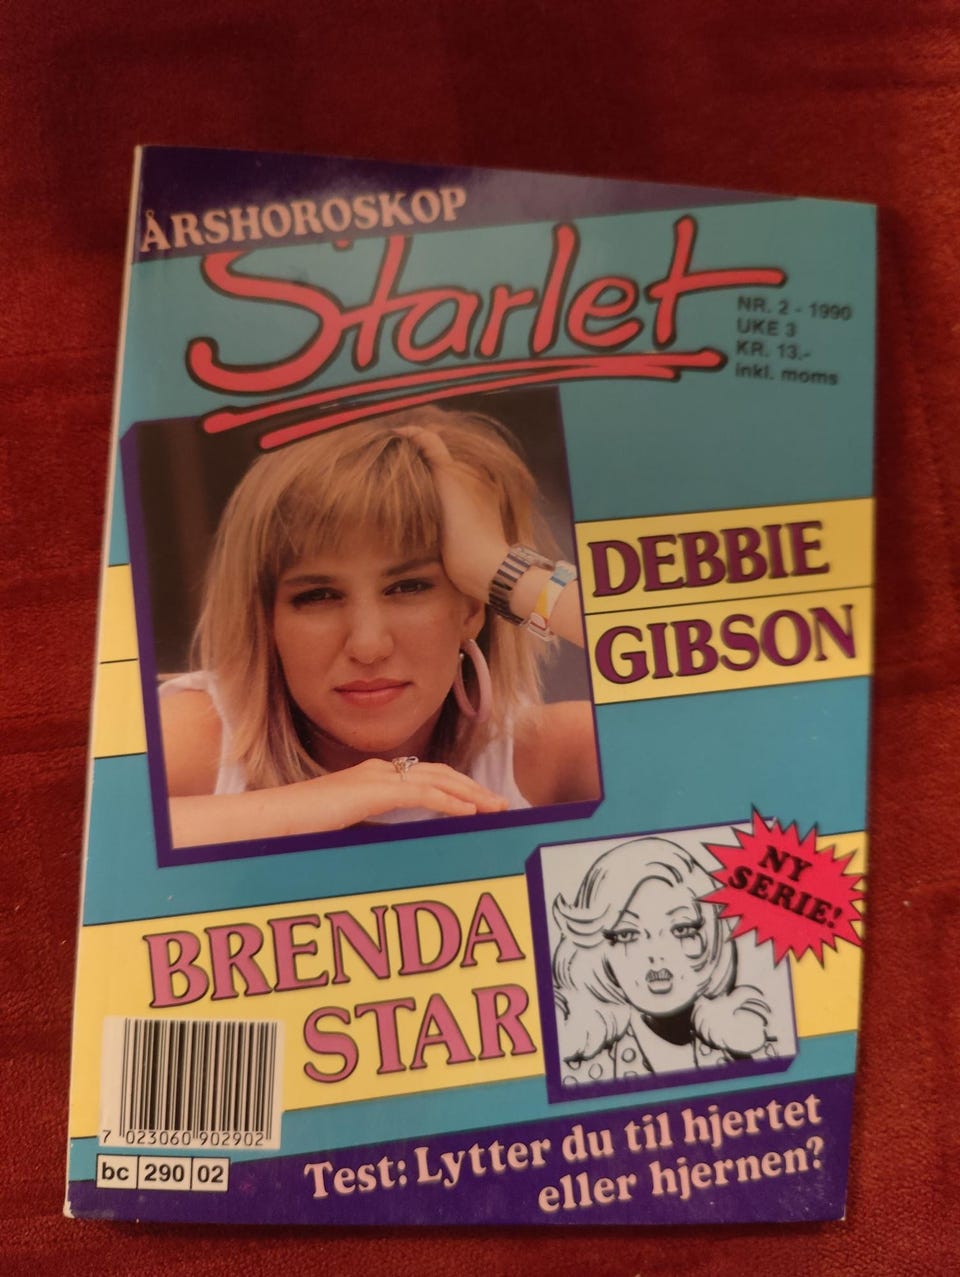 ÅRSHOROSKOP
Starlet
NR. 2 - 1990
UKE 3
KR. 13.-
inkl. moms
DEBBIE
GIBSON
NY
SERIE!
BRENDA
STAR
7 023060 902902
bc 290 02
Test: Lytter du til hjertet
eller hjernen?